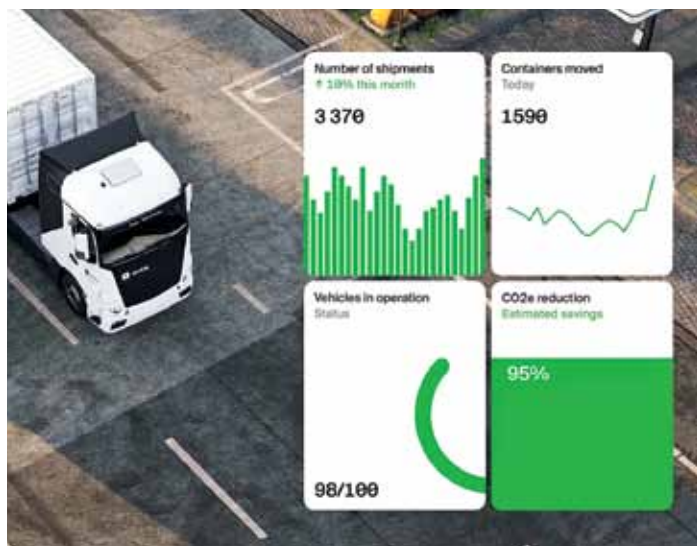 Number of shipments
↑ 10% this month
3 370
Containers moved
Today
1590
Vehicles in operation
Status
98/100
CO2e reduction
Estimated savings
95%